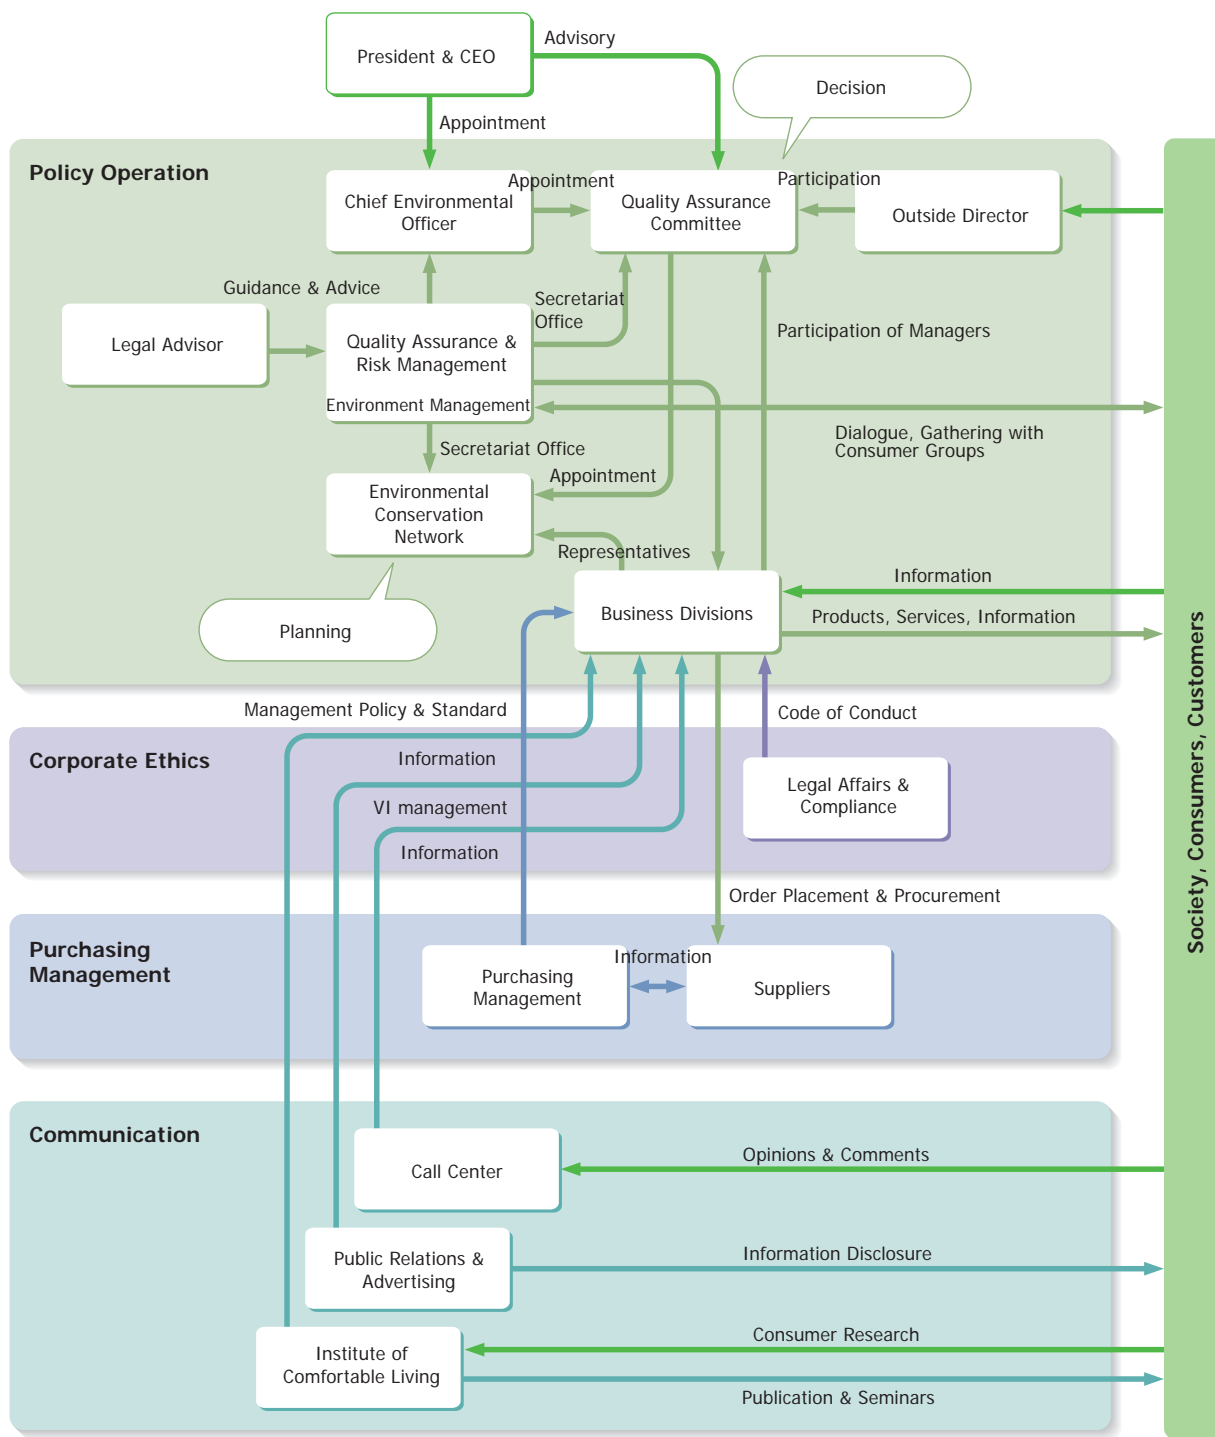 President & CEO
Advisory
Decision
Appointment
Policy Operation
Chief Environmental
Officer
Appointment
Quality Assurance
Committee
Participation
Outside Director
Guidance & Advice
Legal Advisor
Quality Assurance &
Risk Management
Environment Management
Secretariat
Office
Participation of Managers
Dialogue, Gathering with
Consumer Groups
Secretariat Office
Appointment
Environmental
Conservation
Network
Representatives
Planning
Business Divisions
Information
Products, Services, Information
Society, Consumers, Customers
Management Policy & Standard
Code of Conduct
Corporate Ethics
Information
VI management
Information
Legal Affairs &
Compliance
Order Placement & Procurement
Purchasing
Management
Purchasing
Management
Information
Suppliers
Communication
Call Center
Opinions & Comments
Public Relations &
Advertising
Information Disclosure
Institute of
Comfortable Living
Consumer Research
Publication & Seminars